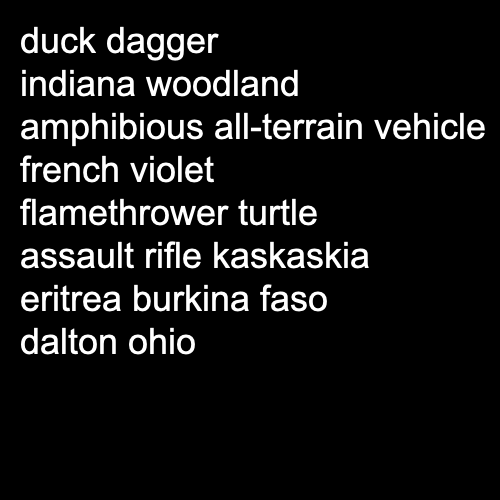 duck dagger
indiana woodland
amphibious all-terrain vehicle
french violet
flamethrower turtle
assault rifle kaskaskia
eritrea burkina faso
dalton ohio